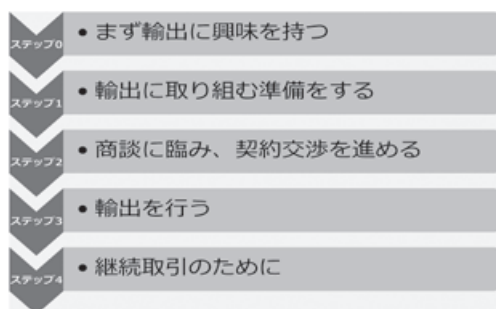 ステップ0
• まず輸出に興味を持つ
ステップ1
• 輸出に取り組む準備をする
ステップ2
• 商談に臨み、契約交渉を進める
ステップ3
• 輸出を行う
ステップ4
• 継続取引のために